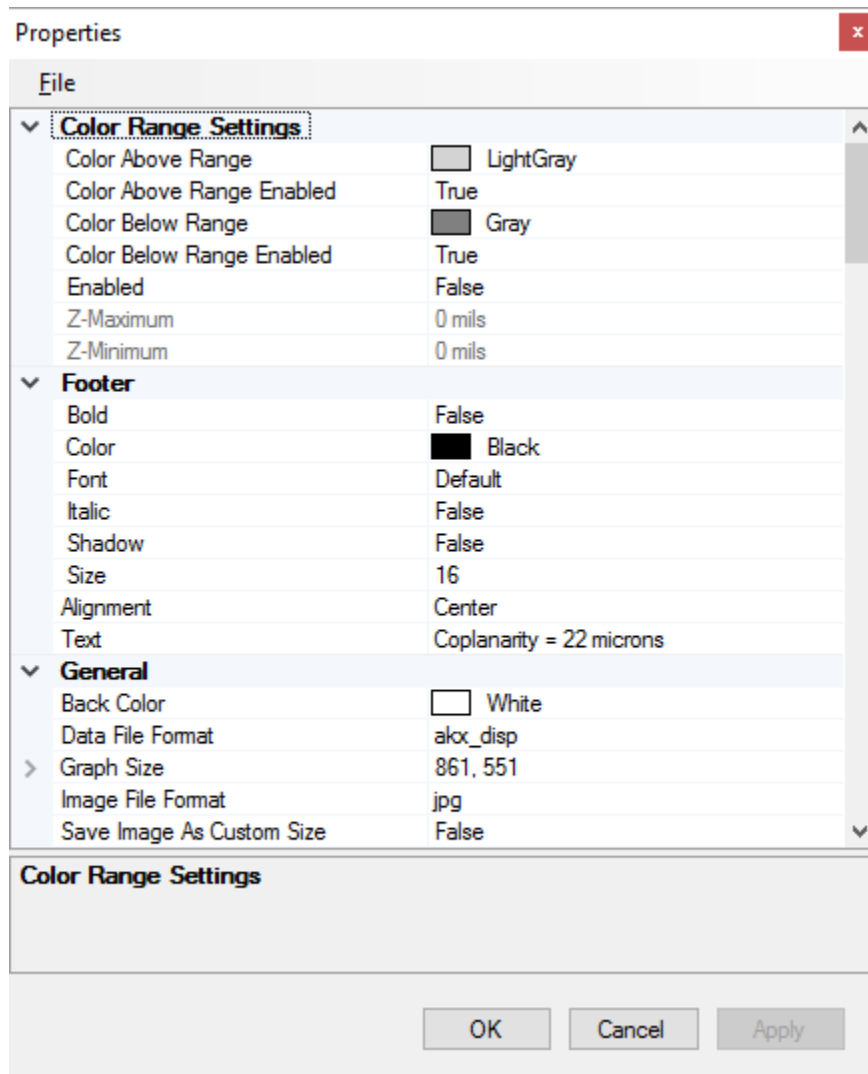 Properties
x
File
Color Range Settings
Color Above Range LightGray
Color Above Range Enabled True
Color Below Range Gray
Color Below Range Enabled True
Enabled False
Z-Maximum 0 mils
Z-Minimum 0 mils
Footer
Bold False
Color Black
Font Default
Italic False
Shadow False
Size 16
Alignment Center
Text Coplanarity = 22 microns
General
Back Color White
Data File Format akx_disp
Graph Size 861, 551
Image File Format jpg
Save Image As Custom Size False
Color Range Settings
OK Cancel Apply